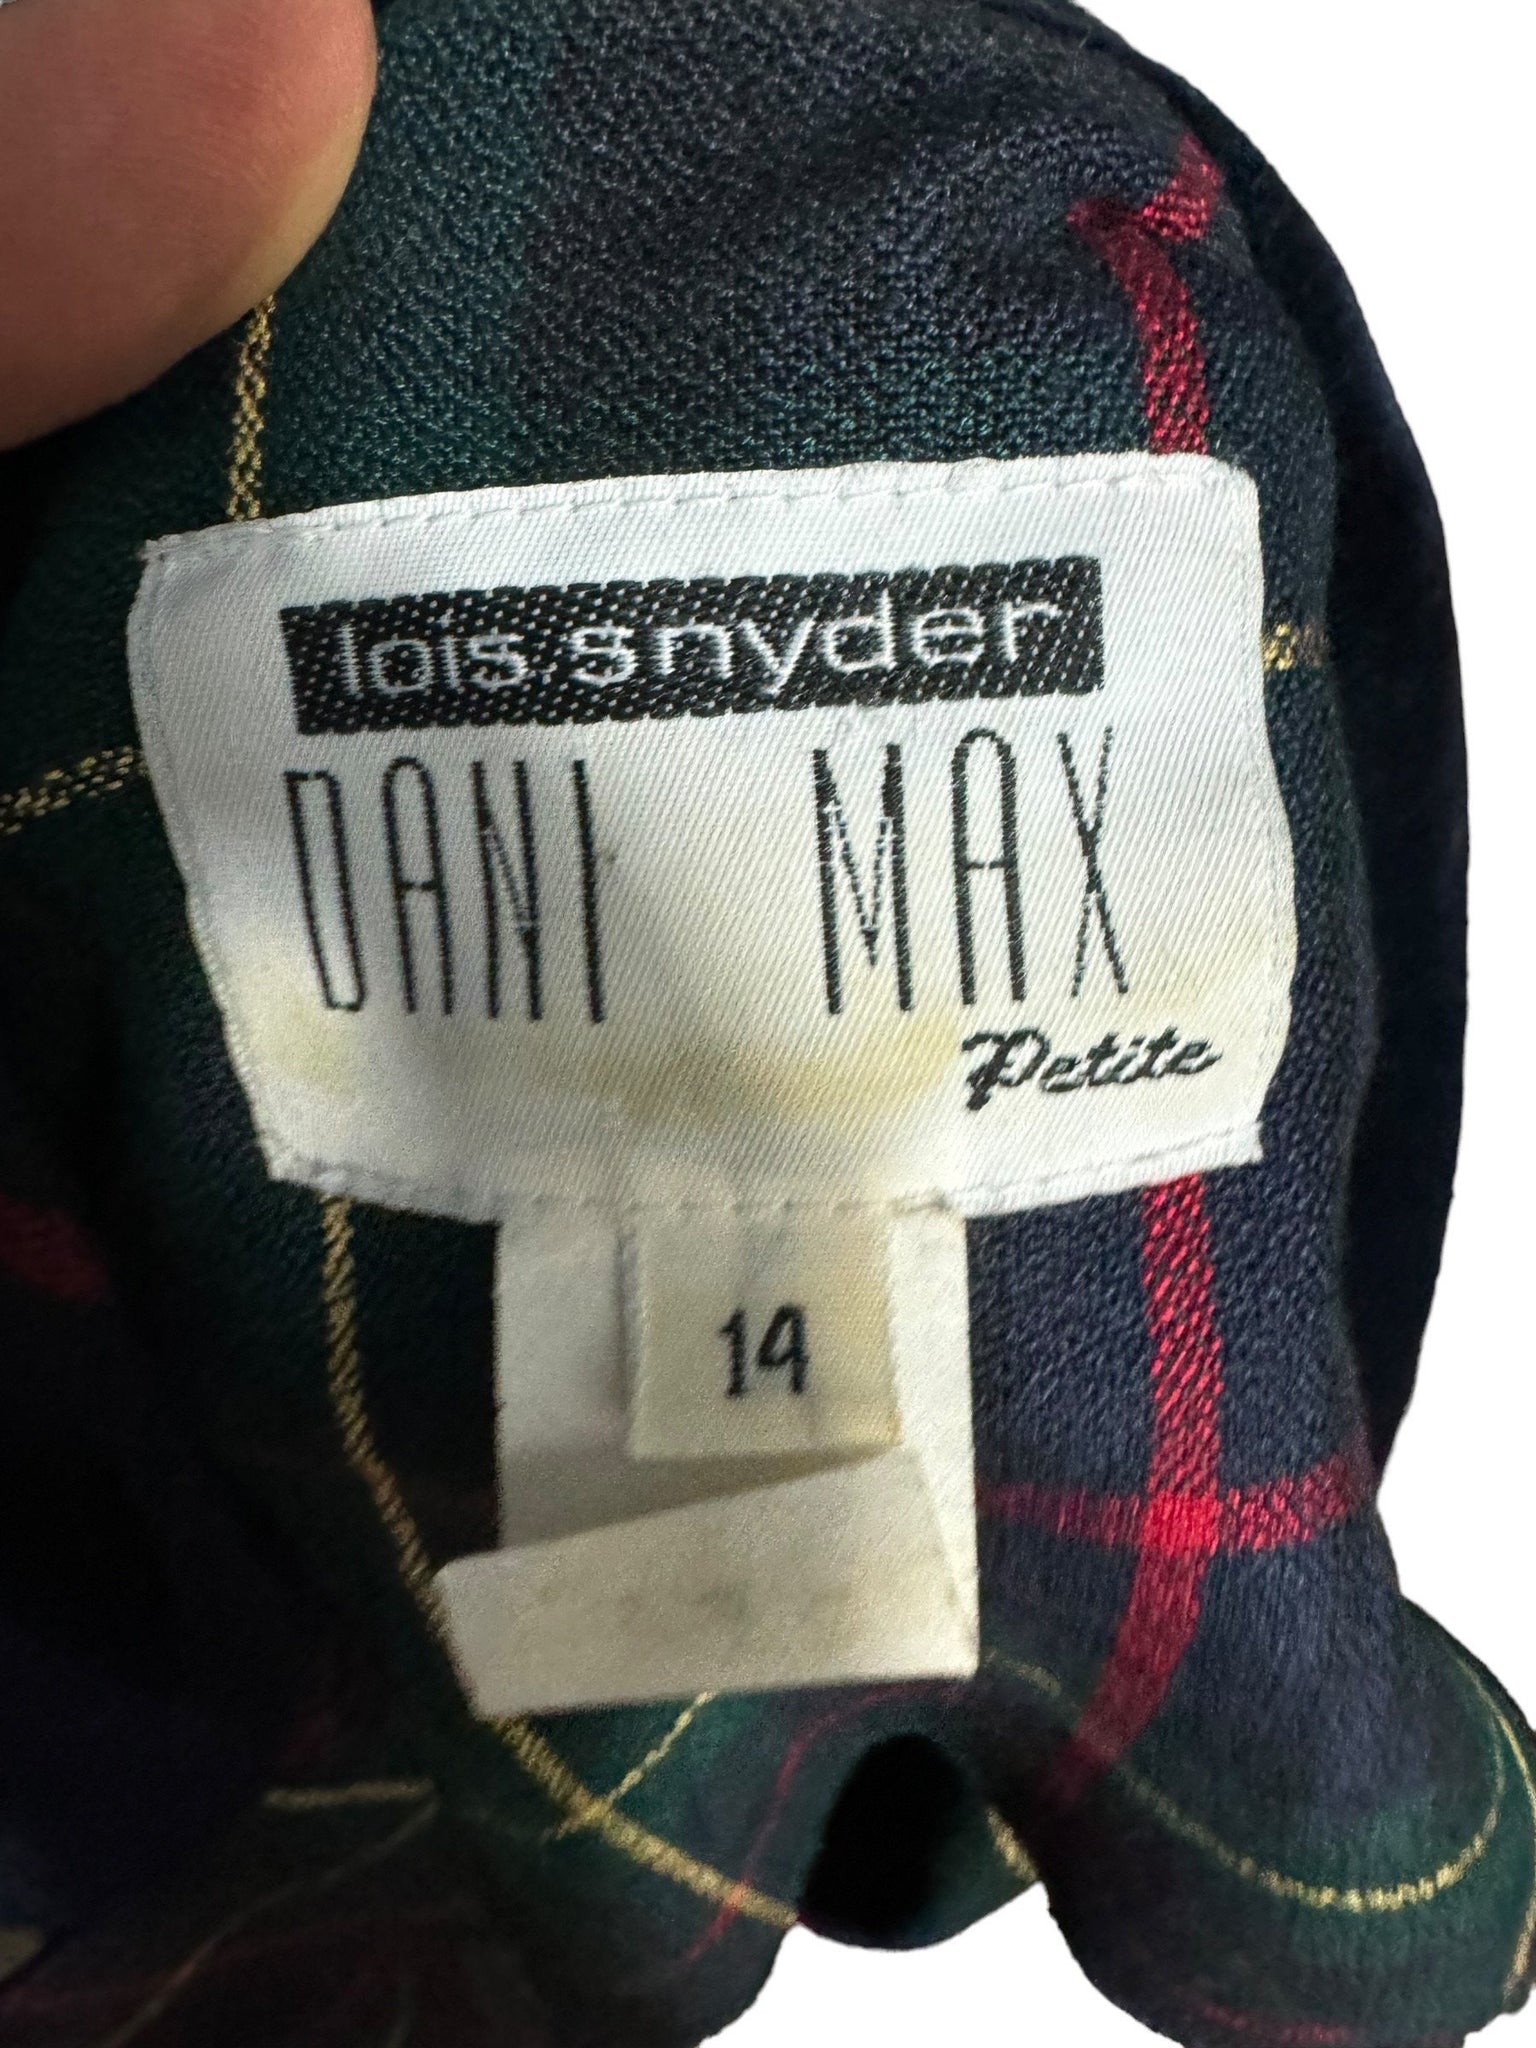 lois.snyder
DANI MAX
Petite
14